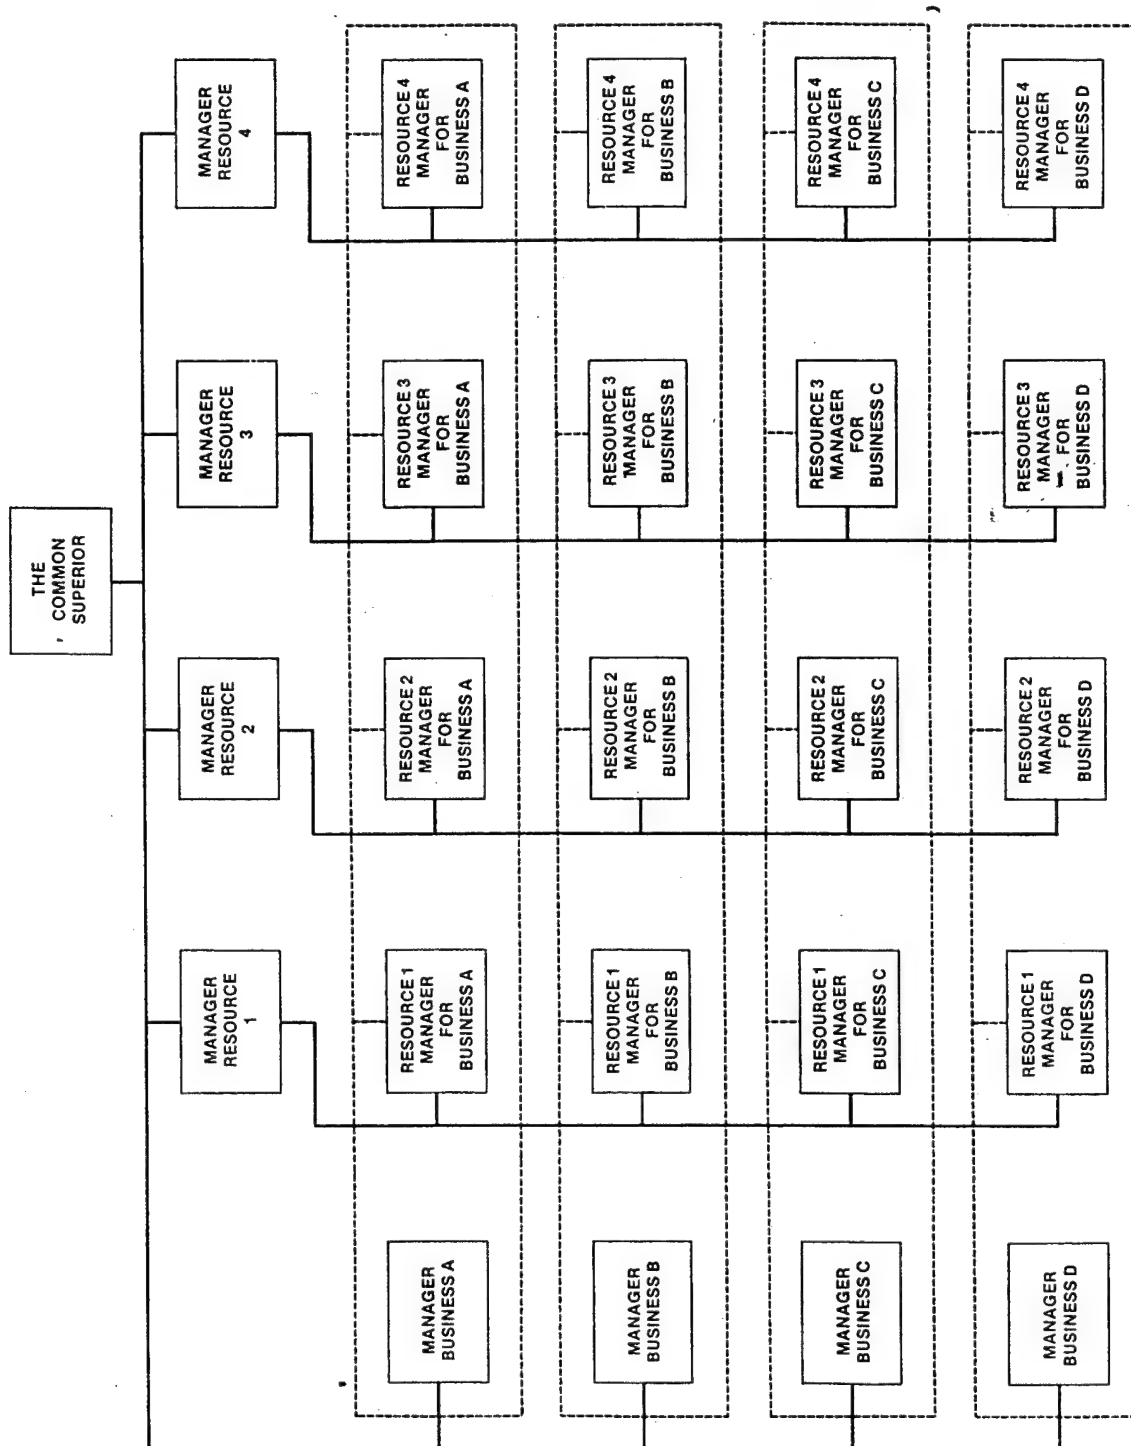 THE
COMMON
SUPERIOR
MANAGER
RESOURCE
1
MANAGER
RESOURCE
2
MANAGER
RESOURCE
3
MANAGER
RESOURCE
4
MANAGER
BUSINESS A
RESOURCE 1
MANAGER
FOR
BUSINESS A
RESOURCE 2
MANAGER
FOR
BUSINESS A
RESOURCE 3
MANAGER
FOR
BUSINESS A
RESOURCE 4
MANAGER
FOR
BUSINESS A
MANAGER
BUSINESS B
RESOURCE 1
MANAGER
FOR
BUSINESS B
RESOURCE 2
MANAGER
FOR
BUSINESS B
RESOURCE 3
MANAGER
FOR
BUSINESS B
RESOURCE 4
MANAGER
FOR
BUSINESS B
MANAGER
BUSINESS C
RESOURCE 1
MANAGER
FOR
BUSINESS C
RESOURCE 2
MANAGER
FOR
BUSINESS C
RESOURCE 3
MANAGER
FOR
BUSINESS C
RESOURCE 4
MANAGER
FOR
BUSINESS C
MANAGER
BUSINESS D
RESOURCE 1
MANAGER
FOR
BUSINESS D
RESOURCE 2
MANAGER
FOR
BUSINESS D
RESOURCE 3
MANAGER
FOR
BUSINESS D
RESOURCE 4
MANAGER
FOR
BUSINESS D